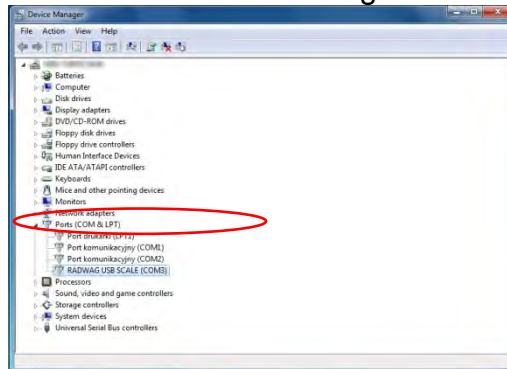 Device Manager
File Action View Help
Batteries
Computer
Disk drives
Display adapters
DVD/CD-ROM drives
Floppy disk drives
Floppy drive controllers
Human Interface Devices
IDE ATA/ATAPI controllers
Keyboards
Mice and other pointing devices
Monitors
Network adapters
Ports (COM & LPT)
Port drukarki (LPT1)
Port komunikacyjny (COM1)
Port komunikacyjny (COM2)
RADWAG USB SCALE (COM3)
Processors
Sound, video and game controllers
Storage controllers
System devices
Universal Serial Bus controllers